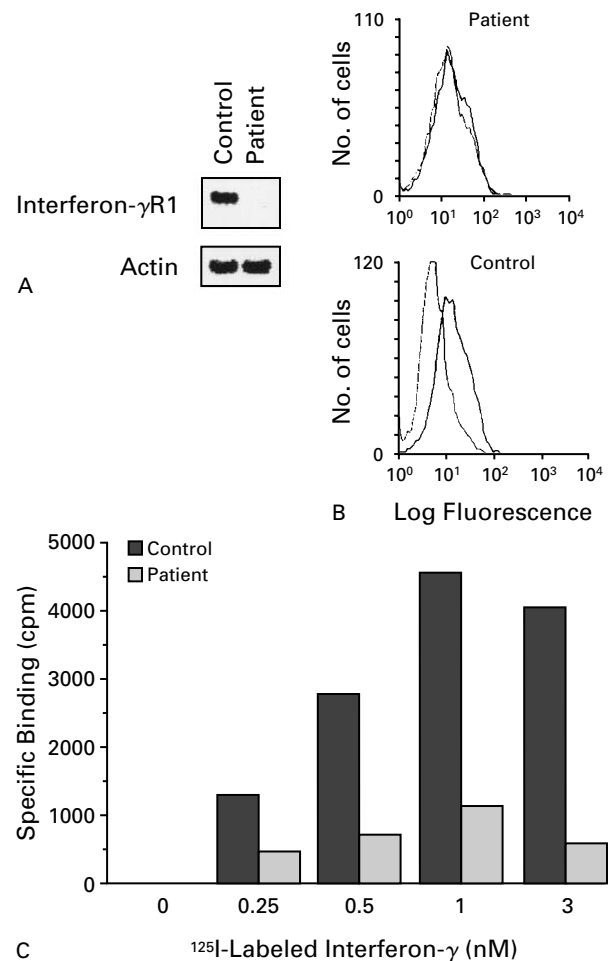 Control
Patient
Interferon-γR1
Actin
A
110
Patient
No. of cells
0
10⁰ 10¹ 10² 10³ 10⁴
120
Control
No. of cells
0
10⁰ 10¹ 10² 10³ 10⁴
B Log Fluorescence
5000
Control
Patient
4000
3000
2000
1000
0
Specific Binding (cpm)
0 0.25 0.5 1 3
C ¹²⁵I-Labeled Interferon-γ (nM)